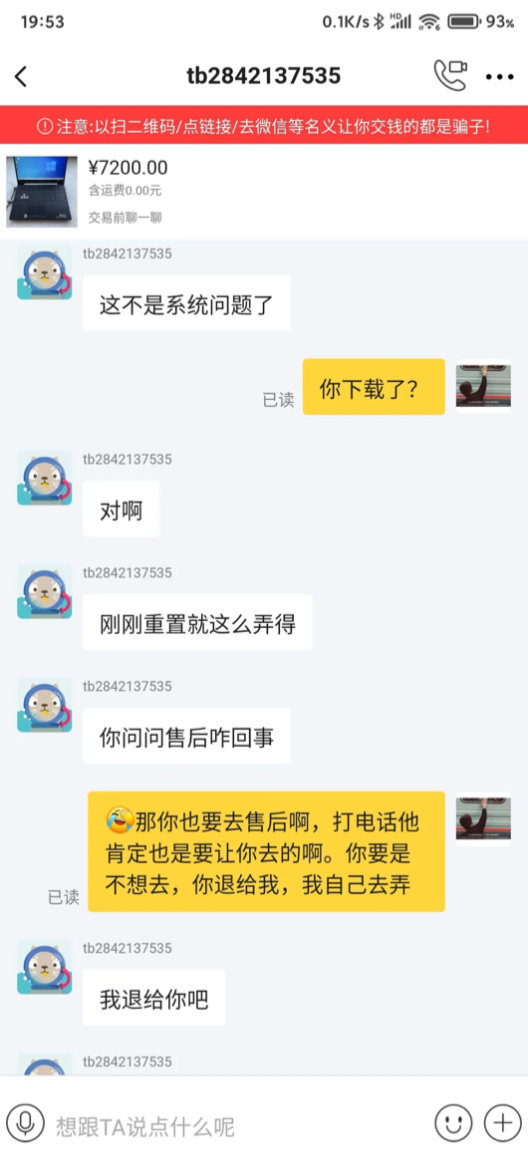 19:53
0.1K/s HD 6 93%
tb2842137535
注意:以扫二维码/点链接/去微信等名义让你交钱的都是骗子!
¥7200.00
含运费0.00元
交易前聊一聊
tb2842137535
这不是系统问题了
已读
你下载了?
tb2842137535
对啊
tb2842137535
刚刚重置就这么弄得
tb2842137535
你问问售后咋回事
那你也要去售后啊，打电话他
肯定也是要让你去的啊。你要是
不想去，你退给我，我自己去弄
已读
tb2842137535
我退给你吧
tb2842137535
想跟TA说点什么呢